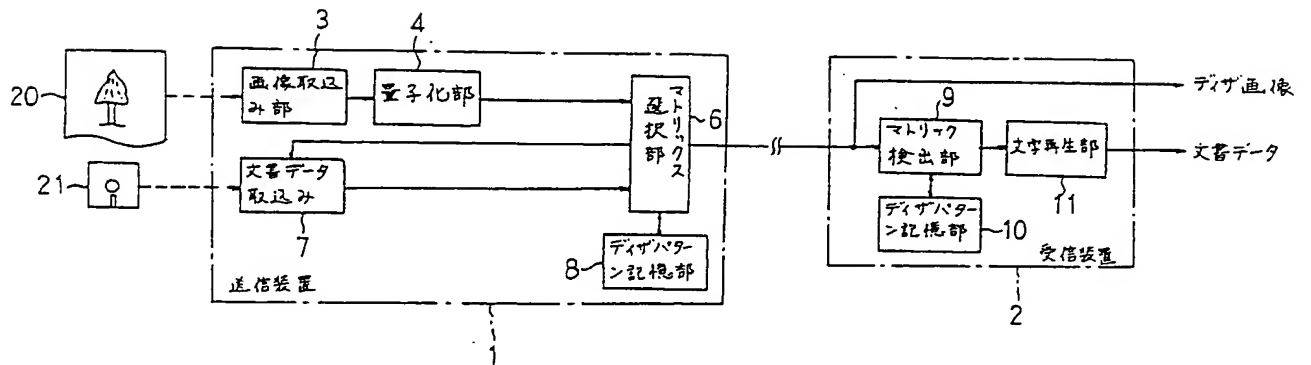 3
4
20
画像取込
み部
量子化部
マトリックス
選択部
6
21
文書データ
取込み
7
ディザパター
ン記憶部
8
送信装置
1
9
マトリック
検出部
文字再生部
11
ディザパター
ン記憶部
10
受信装置
2
ディザ画像
文書データ